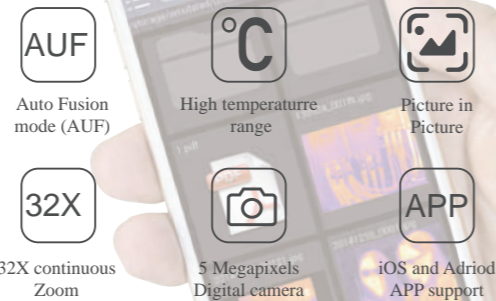 AUF
°C
Auto Fusion
mode (AUF)
High temperaturre
range
Picture in
Picture
32X
APP
32X continuous
Zoom
5 Megapixels
Digital camera
iOS and Adriod
APP support